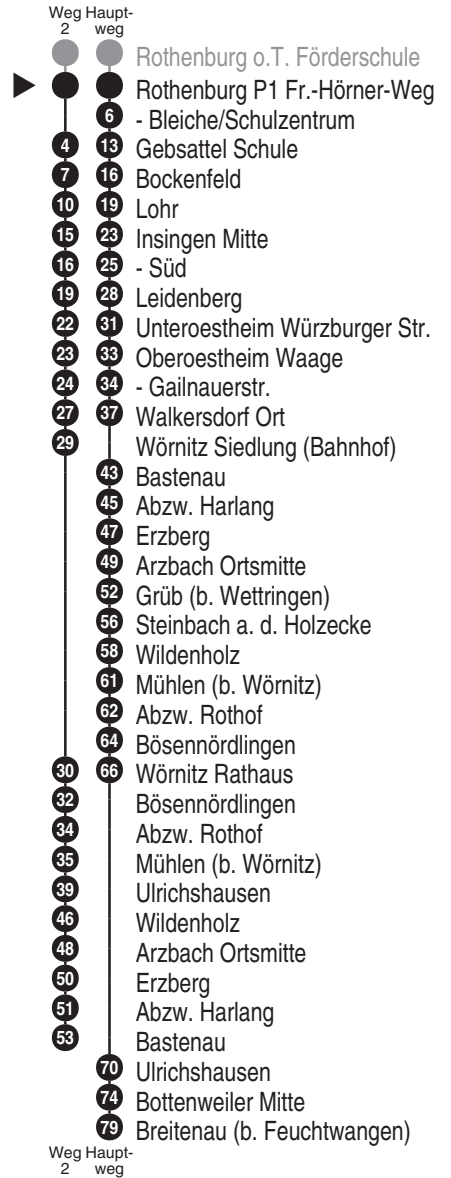 Weg Haupt-
2 weg
Rothenburg o.T. Förderschule
Rothenburg P1 Fr.-Hörner-Weg
6 - Bleiche/Schulzentrum
4 13 Gebsattel Schule
7 16 Bockenfeld
10 19 Lohr
15 23 Insingen Mitte
16 25 - Süd
19 28 Leidenberg
22 31 Unteroestheim Würzburger Str.
23 33 Oberoestheim Waage
24 34 - Gailnauerstr.
27 37 Walkersdorf Ort
29 Wörnitz Siedlung (Bahnhof)
43 Bastenau
45 Abzw. Harlang
47 Erzberg
49 Arzbach Ortsmitte
52 Grüb (b. Wettringen)
56 Steinbach a. d. Holzecke
58 Wildenholz
61 Mühlen (b. Wörnitz)
62 Abzw. Rothof
64 Bösennördlingen
30 66 Wörnitz Rathaus
32 Bösennördlingen
34 Abzw. Rothof
35 Mühlen (b. Wörnitz)
39 Ulrichshausen
46 Wildenholz
48 Arzbach Ortsmitte
50 Erzberg
51 Abzw. Harlang
53 Bastenau
70 Ulrichshausen
74 Bottenweiler Mitte
79 Breitenau (b. Feuchtwangen)
Weg Haupt-
2 weg